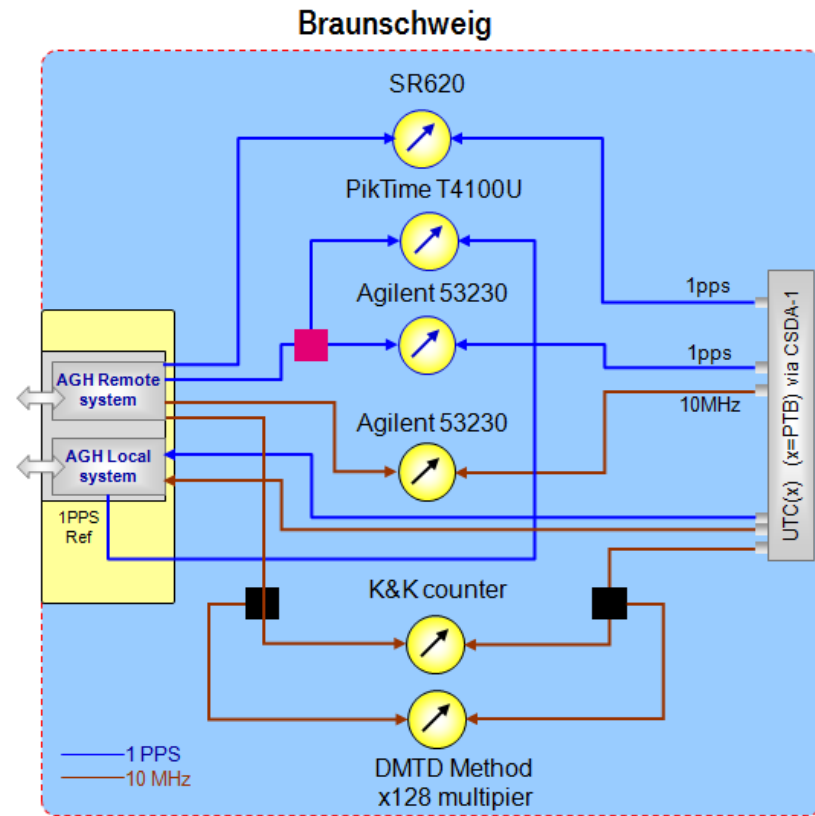 Braunschweig
SR620
PikTime T4100U
Agilent 53230
1pps
1pps
10MHz
AGH Remote
system
Agilent 53230
AGH Local
system
1PPS
Ref
UTC(x) (x=PTB) via CSDA-1
K&K counter
1 PPS
10 MHz
DMTD Method
x128 multipier